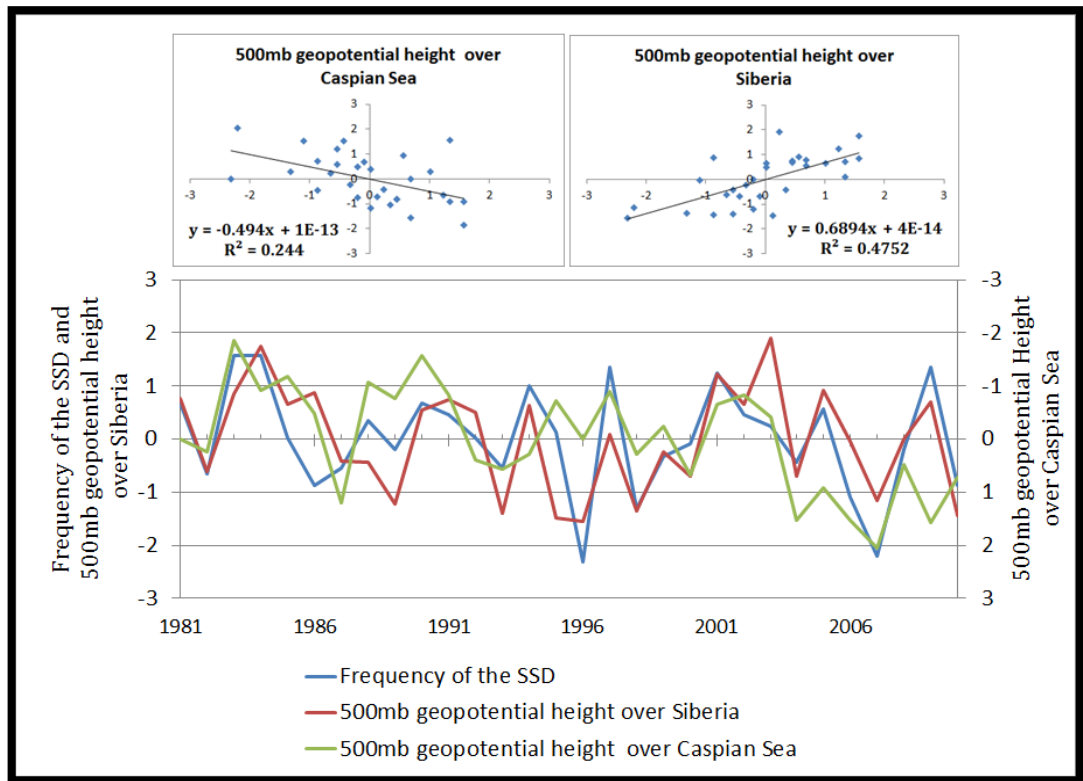 500mb geopotential height over
Caspian Sea
3
2
1
0
-3 -2 -1 0 1 2 3
-1
-2
-3
y = -0.494x + 1E-13
R² = 0.244
500mb geopotential height over
Siberia
3
2
1
0
-3 -2 -1 0 1 2 3
-1
-2
-3
y = 0.6894x + 4E-14
R² = 0.4752
Frequency of the SSD and
500mb geopotential height
over Siberia
3
2
1
0
-1
-2
-3
-3
-2
-1
0
1
2
3
500mb geopotential Height
over Caspian Sea
1981 1986 1991 1996 2001 2006
Frequency of the SSD
500mb geopotential height over Siberia
500mb geopotential height over Caspian Sea